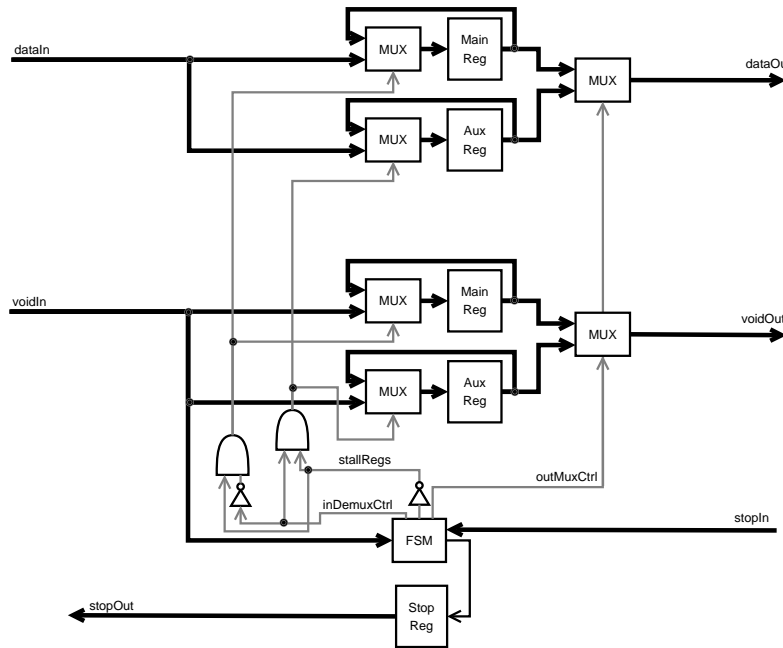 dataIn
MUX
Main
Reg
MUX
dataOut
MUX
Aux
Reg
voidIn
MUX
Main
Reg
MUX
voidOut
MUX
Aux
Reg
stallRegs
outMuxCtrl
inDemuxCtrl
FSM
stopIn
stopOut
Stop
Reg